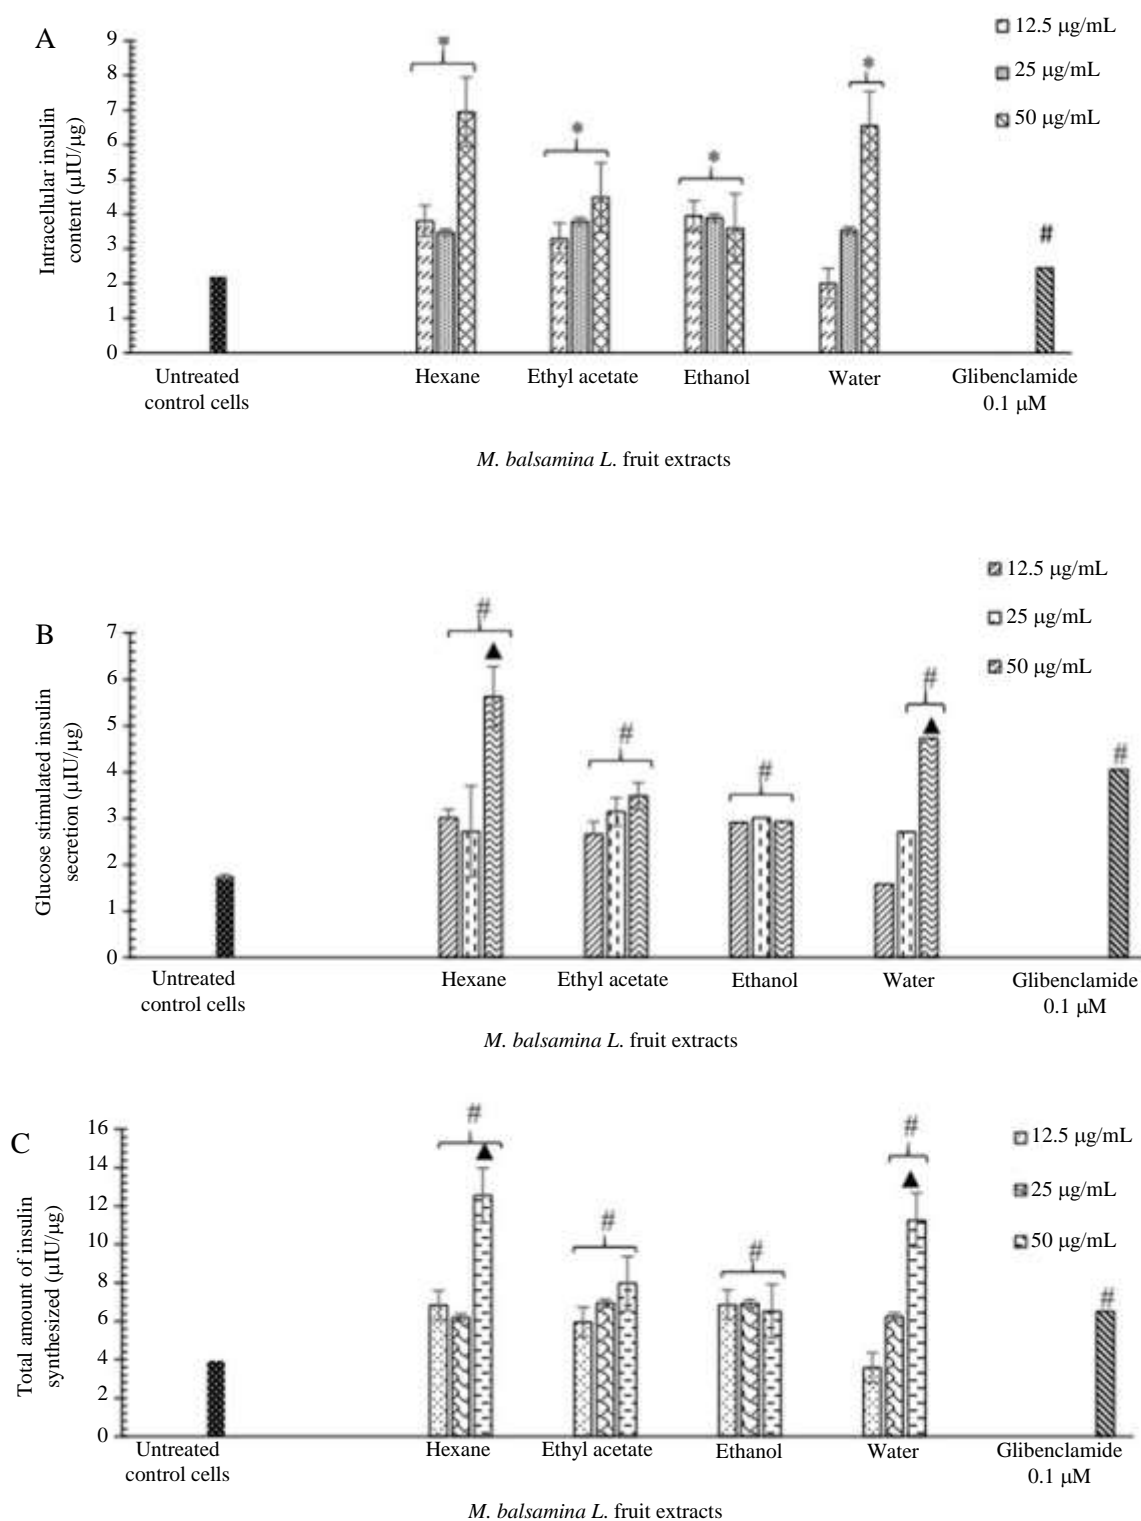 A
Intracellular insulin
content (μIU/μg)
9
8
7
6
5
4
3
2
1
0
*
*
*
*
#
12.5 μg/mL
25 μg/mL
50 μg/mL
Untreated
control cells
Hexane
Ethyl acetate
Ethanol
Water
Glibenclamide
0.1 μM
M. balsamina L. fruit extracts
B
Glucose stimulated insulin
secretion (μIU/μg)
7
6
5
4
3
2
1
0
#
#
#
#
#
12.5 μg/mL
25 μg/mL
50 μg/mL
Untreated
control cells
Hexane
Ethyl acetate
Ethanol
Water
Glibenclamide
0.1 μM
M. balsamina L. fruit extracts
C
Total amount of insulin
synthesized (μIU/μg)
16
14
12
10
8
6
4
2
0
#
#
#
#
#
12.5 μg/mL
25 μg/mL
50 μg/mL
Untreated
control cells
Hexane
Ethyl acetate
Ethanol
Water
Glibenclamide
0.1 μM
M. balsamina L. fruit extracts